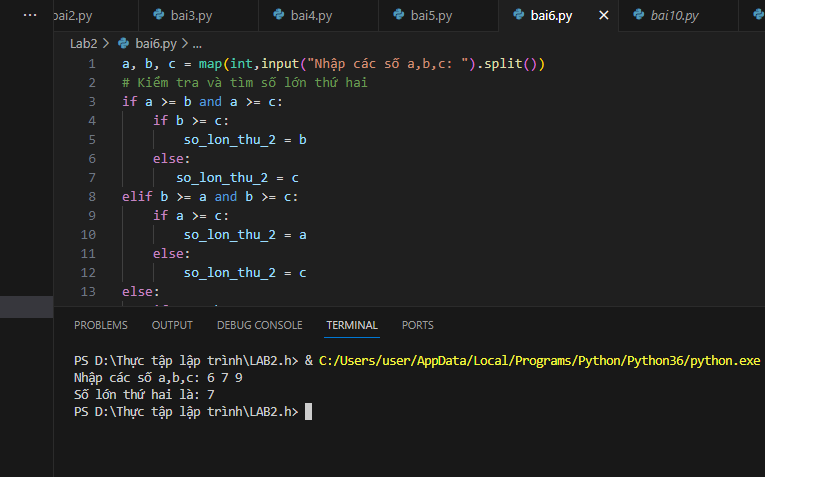 bai2.py bai3.py bai4.py bai5.py bai6.py bai10.py
Lab2 > bai6.py > ...
1 a, b, c = map(int,input("Nhập các số a,b,c: ").split())
2 # Kiểm tra và tìm số lớn thứ hai
3 if a >= b and a >= c:
4 if b >= c:
5 so_lon_thu_2 = b
6 else:
7 so_lon_thu_2 = c
8 elif b >= a and b >= c:
9 if a >= c:
10 so_lon_thu_2 = a
11 else:
12 so_lon_thu_2 = c
13 else:
PROBLEMS OUTPUT DEBUG CONSOLE TERMINAL PORTS
PS D:\Thực tập lập trình\LAB2.h> & C:/Users/user/AppData/Local/Programs/Python/Python36/python.exe
Nhập các số a,b,c: 6 7 9
Số lớn thứ hai là: 7
PS D:\Thực tập lập trình\LAB2.h>